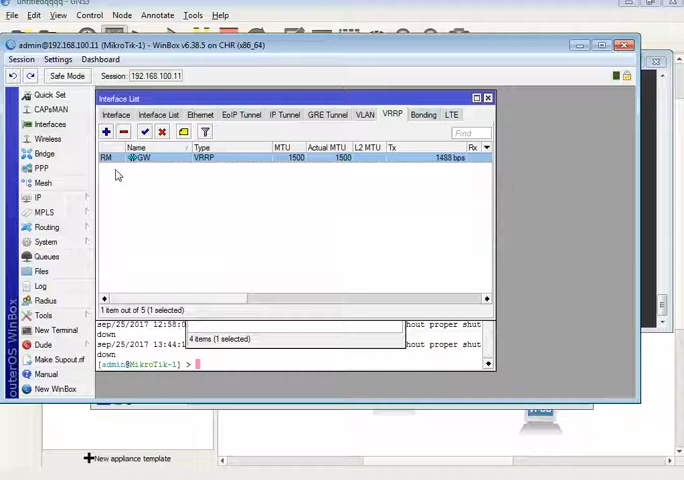 untitledqqqq - GNS3
File Edit View Control Node Annotate Tools Help
admin@192.168.100.11 (MikroTik-1) - WinBox v6.38.5 on CHR (x86_64)
Session Settings Dashboard
Safe Mode Session: 192.168.100.11
Quick Set
CAPsMAN
Interfaces
Wireless
Bridge
PPP
Mesh
IP
MPLS
Routing
System
Queues
Files
Log
Radius
Tools
New Terminal
Dude
Make Supout.rif
Manual
New WinBox
outerOS WinBox
Interface List
Interface Interface List Ethernet EoIP Tunnel IP Tunnel GRE Tunnel VLAN VRRP Bonding LTE
Find
Name Type MTU Actual MTU L2 MTU Tx Rx
RM GW VRRP 1500 1500 1488 bps
1 item out of 5 (1 selected)
sep/25/2017 12:58:0 hout proper shut
down
4 items (1 selected)
sep/25/2017 13:44:1 hout proper shut
down
[admin@MikroTik-1] >
New appliance template